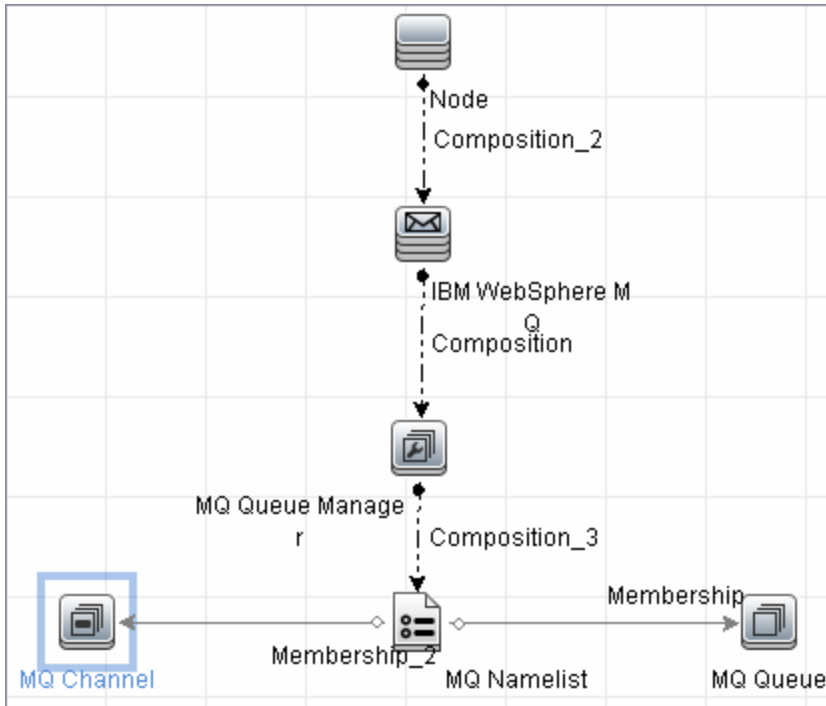 Node
Composition_2
IBM WebSphere M
Q
Composition
MQ Queue Manage
r
Composition_3
Membership
Membership_2
MQ Channel
MQ Namelist
MQ Queue